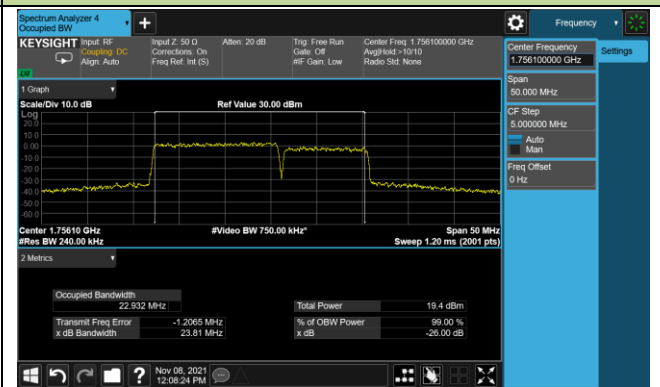 Spectrum Analyzer 4
Occupied BW
+
Frequency
KEYSIGHT
Input: RF
Coupling: DC
Align: Auto
Input Z: 50 Ω
Corrections: On
Freq Ref: Int (S)
Atten: 20 dB
Trig: Free Run
Gate: Off
#IF Gain: Low
Center Freq: 1.756100000 GHz
Avg|Hold:>10/10
Radio Std: None
LW
Center Frequency
1.756100000 GHz
Settings
Span
50.000 MHz
CF Step
5.000000 MHz
Auto
Man
Freq Offset
0 Hz
1 Graph
Scale/Div 10.0 dB
Ref Value 30.00 dBm
Log
20.0
10.0
0.00
-10.0
-20.0
-30.0
-40.0
-50.0
-60.0
Center 1.75610 GHz
#Video BW 750.00 kHz*
Span 50 MHz
#Res BW 240.00 kHz
Sweep 1.20 ms (2001 pts)
2 Metrics
Occupied Bandwidth
22.932 MHz
Total Power 19.4 dBm
Transmit Freq Error -1.2065 MHz
% of OBW Power 99.00 %
x dB Bandwidth 23.81 MHz
x dB -26.00 dB
?
Nov 08, 2021
12:08:24 PM